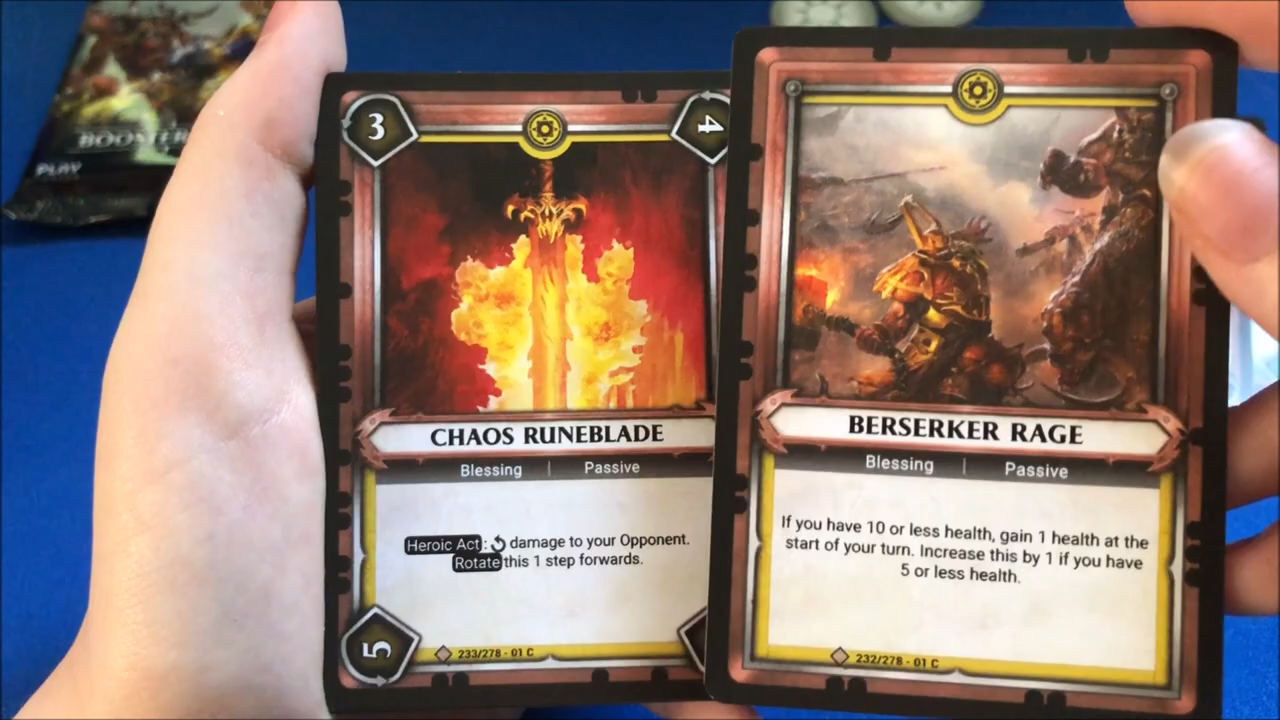 BOOSTER
PLAY
3
4
CHAOS RUNEBLADE
Blessing | Passive
Heroic Act: damage to your Opponent.
Rotate this 1 step forwards.
5
233/278 - 01 C
BERSERKER RAGE
Blessing | Passive
If you have 10 or less health, gain 1 health at the
start of your turn. Increase this by 1 if you have
5 or less health.
232/278 - 01 C